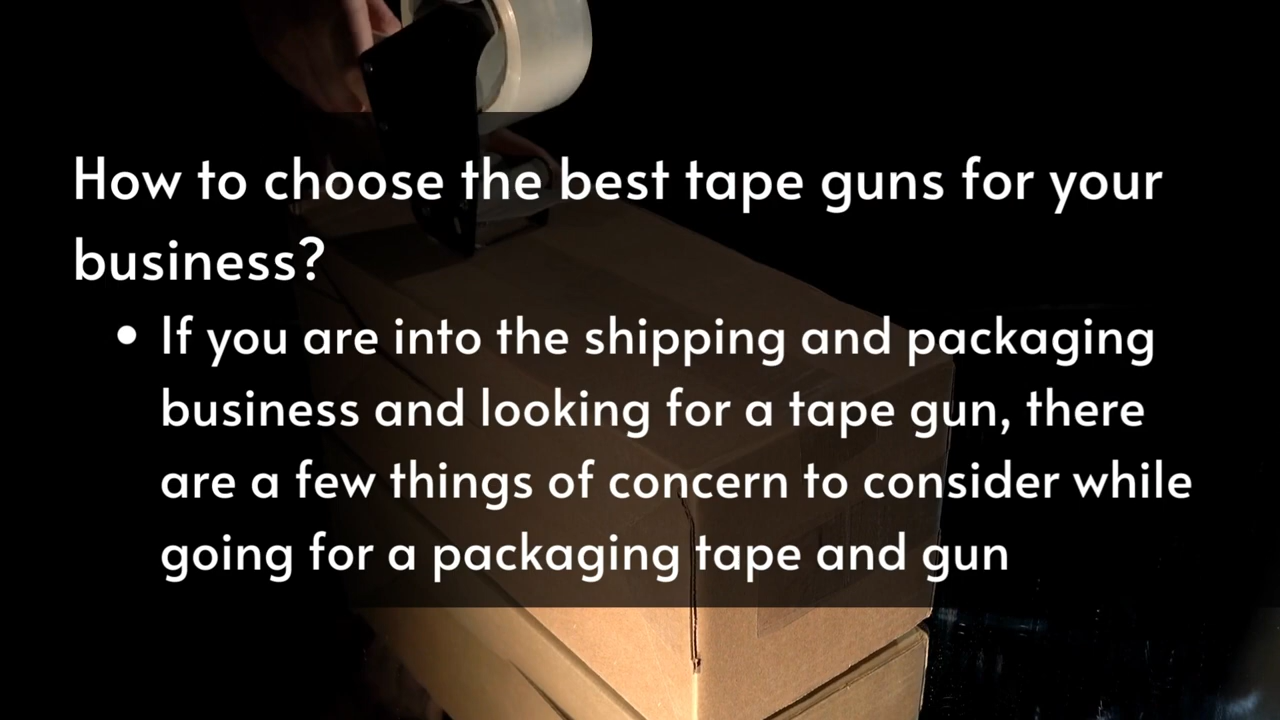 How to choose the best tape guns for your
business?
• If you are into the shipping and packaging
business and looking for a tape gun, there
are a few things of concern to consider while
going for a packaging tape and gun